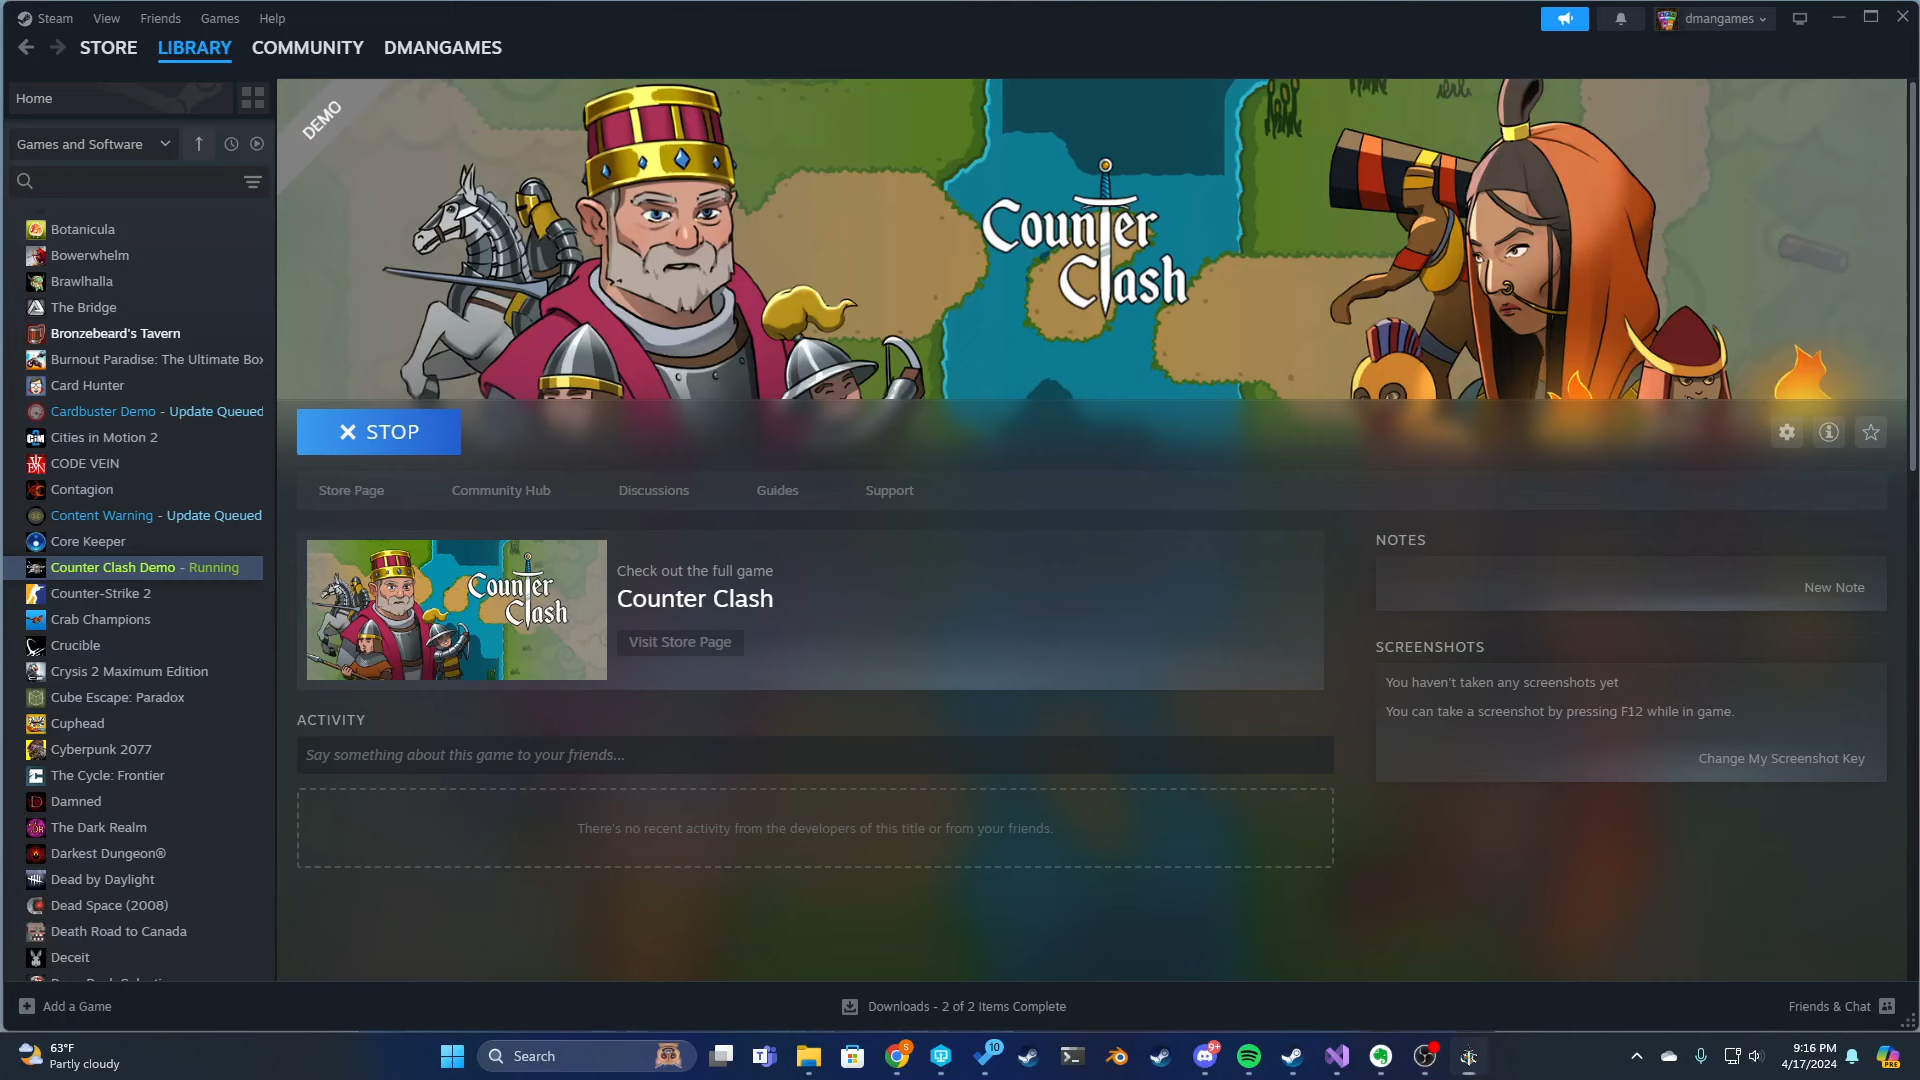 Steam View Friends Games Help
dmangames
STORE LIBRARY COMMUNITY DMANGAMES
Home
Games and Software
Botanicula
Bowerwhelm
Brawlhalla
The Bridge
Bronzebeard's Tavern
Burnout Paradise: The Ultimate Box
Card Hunter
Cardbuster Demo - Update Queued
Cities in Motion 2
CODE VEIN
Contagion
Content Warning - Update Queued
Core Keeper
Counter Clash Demo - Running
Counter-Strike 2
Crab Champions
Crucible
Crysis 2 Maximum Edition
Cube Escape: Paradox
Cuphead
Cyberpunk 2077
The Cycle: Frontier
Damned
The Dark Realm
Darkest Dungeon®
Dead by Daylight
Dead Space (2008)
Death Road to Canada
Deceit
DEMO
Counter
Clash
STOP
Store Page Community Hub Discussions Guides Support
Counter
Clash
Check out the full game
Counter Clash
Visit Store Page
ACTIVITY
Say something about this game to your friends...
There's no recent activity from the developers of this title or from your friends.
NOTES
New Note
SCREENSHOTS
You haven't taken any screenshots yet
You can take a screenshot by pressing F12 while in game.
Change My Screenshot Key
Add a Game
Downloads - 2 of 2 Items Complete
Friends & Chat
63°F
Partly cloudy
Search
10
9+
9:16 PM
4/17/2024